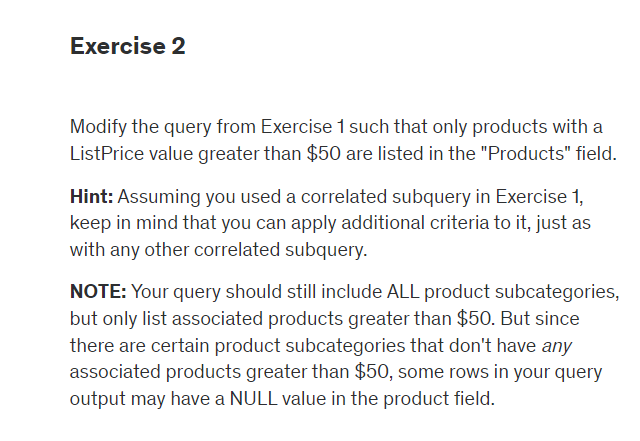 Exercise 2
Modify the query from Exercise 1 such that only products with a
ListPrice value greater than $50 are listed in the "Products" field.
Hint: Assuming you used a correlated subquery in Exercise 1,
keep in mind that you can apply additional criteria to it, just as
with any other correlated subquery.
NOTE: Your query should still include ALL product subcategories,
but only list associated products greater than $50. But since
there are certain product subcategories that don't have any
associated products greater than $50, some rows in your query
output may have a NULL value in the product field.